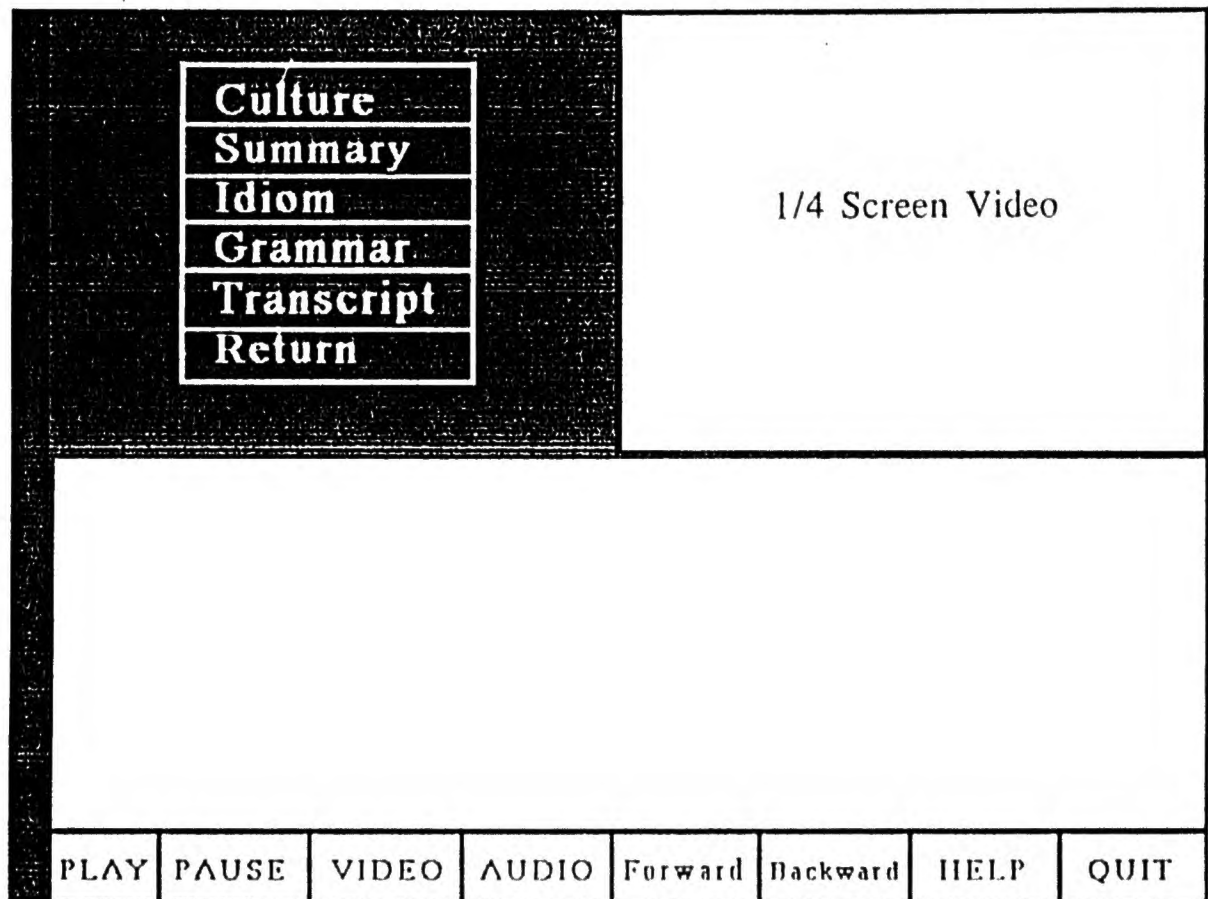 Culture
Summary
Idiom
Grammar
Transcript
Return
1/4 Screen Video
PLAY PAUSE VIDEO AUDIO Forward Backward HELP QUIT